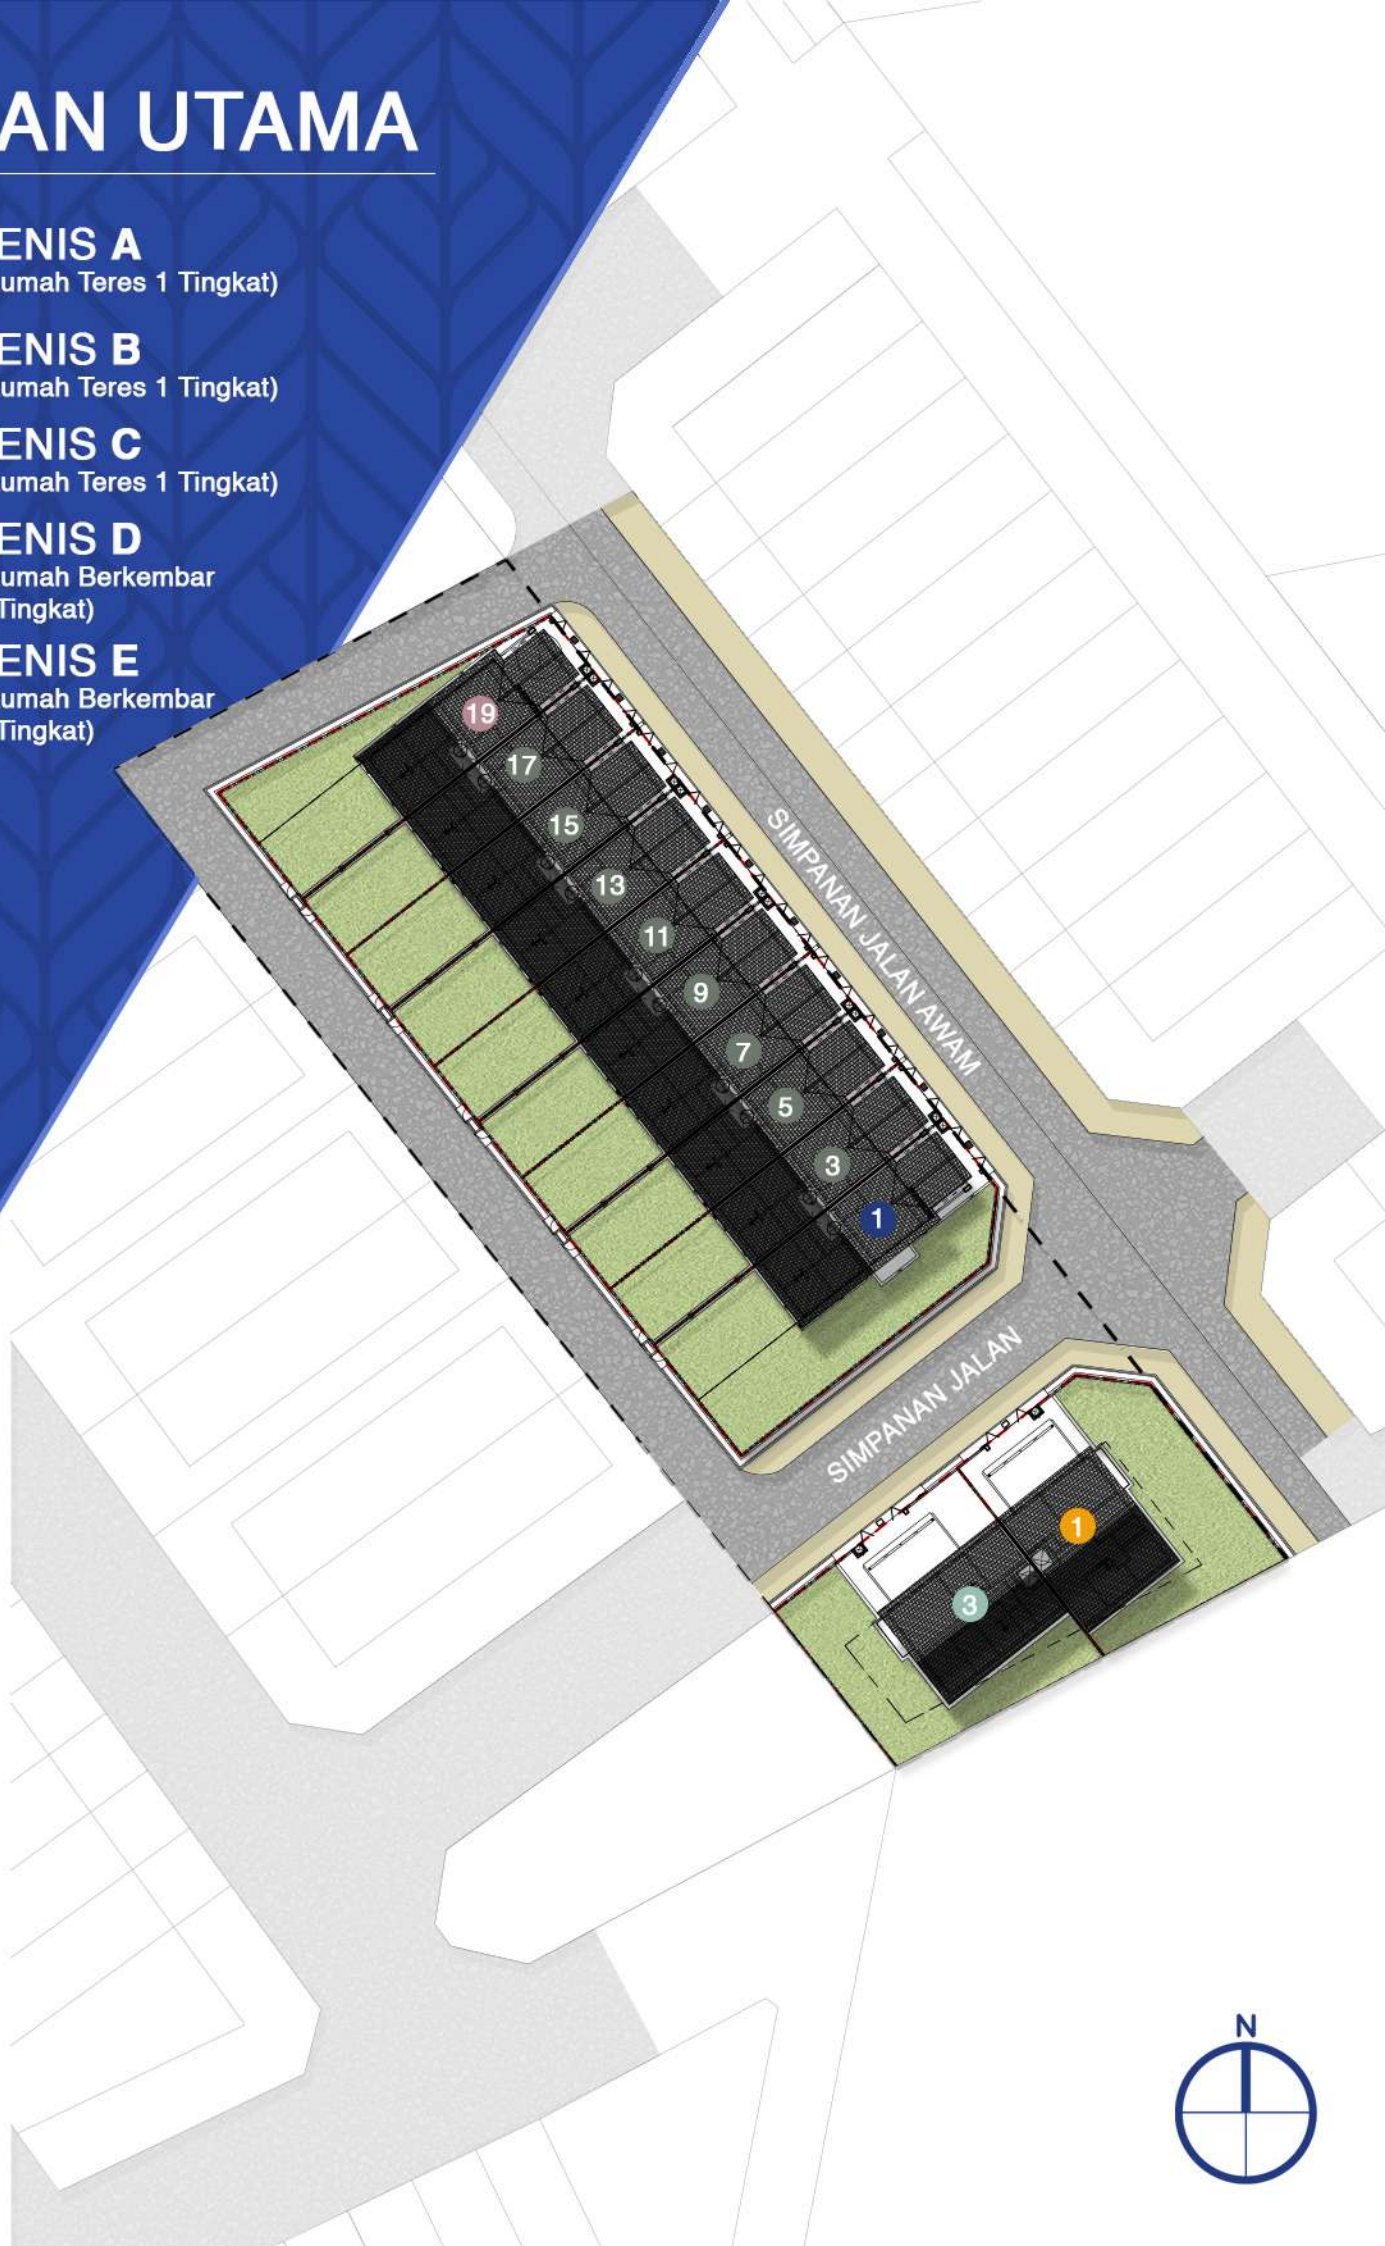 AN UTAMA
ENIS A
umah Teres 1 Tingkat)
ENIS B
umah Teres 1 Tingkat)
ENIS C
umah Teres 1 Tingkat)
ENIS D
umah Berkembar
Tingkat)
ENIS E
umah Berkembar
Tingkat)
19
17
15
13
11
9
7
5
3
1
SIMPANAN JALAN AWAM
SIMPANAN JALAN
1
3
N